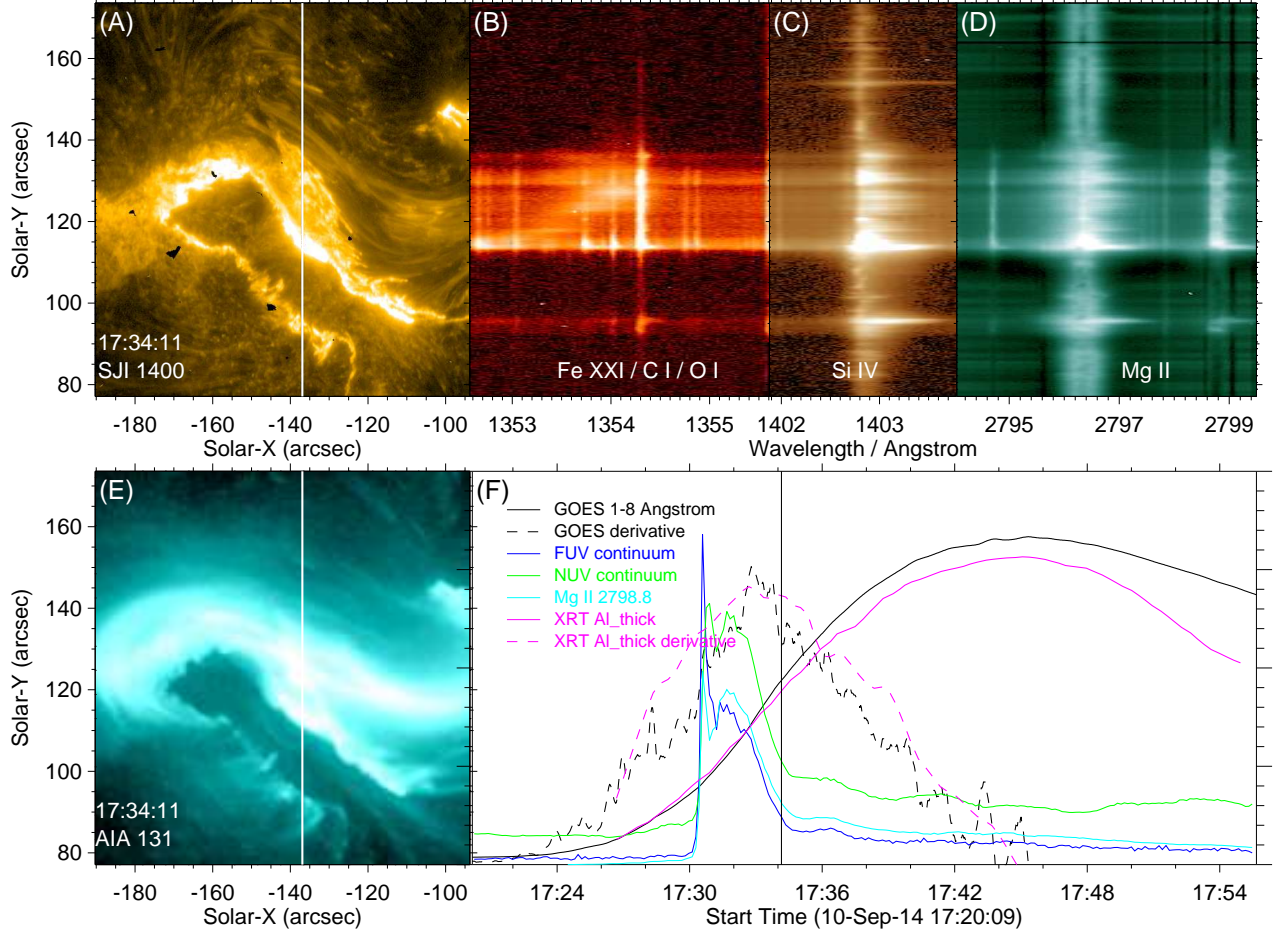 (A)
(B)
(C)
(D)
160
140
120
100
80
Solar-Y (arcsec)
17:34:11
SJI 1400
Fe XXI / C I / O I
Si IV
Mg II
-180
-160
-140
-120
-100
Solar-X (arcsec)
1353
1354
1355
1402
1403
2795
2797
2799
Wavelength / Angstrom
(E)
(F)
160
140
120
100
80
Solar-Y (arcsec)
17:34:11
AIA 131
GOES 1-8 Angstrom
GOES derivative
FUV continuum
NUV continuum
Mg II 2798.8
XRT Al_thick
XRT Al_thick derivative
-180
-160
-140
-120
-100
Solar-X (arcsec)
17:24
17:30
17:36
17:42
17:48
17:54
Start Time (10-Sep-14 17:20:09)